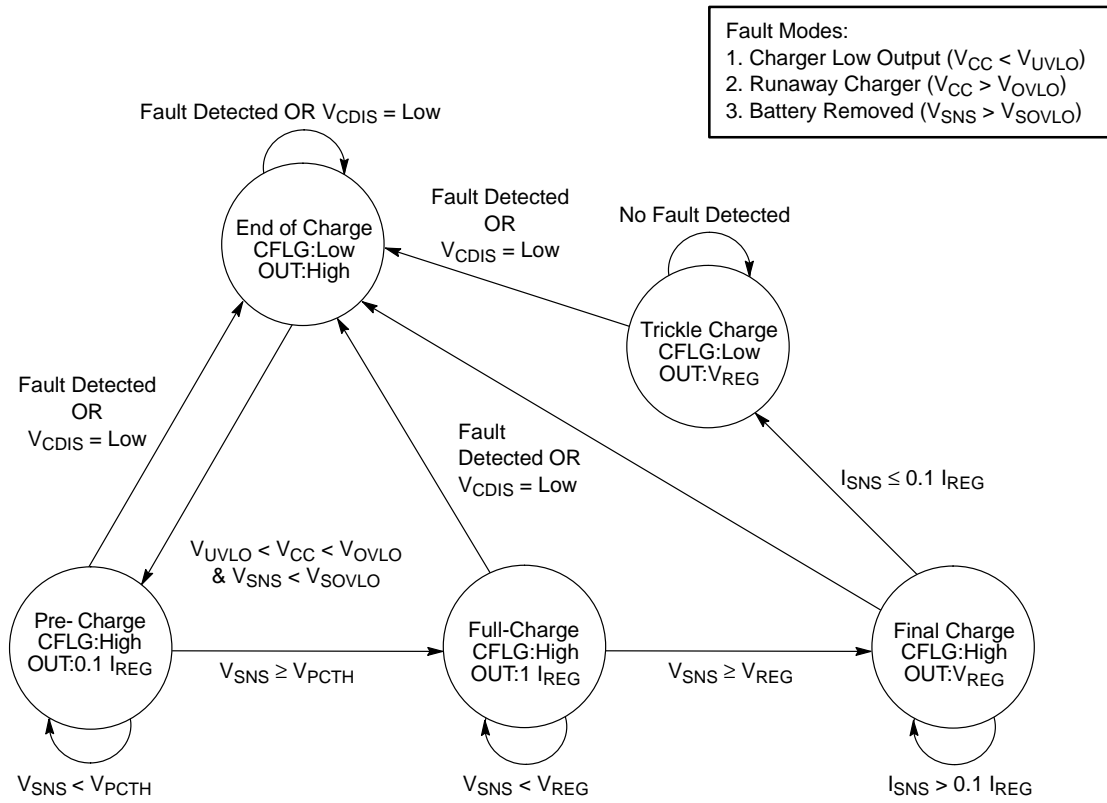 Fault Modes:
1. Charger Low Output (VCC < VUVLO)
2. Runaway Charger (VCC > VOVLO)
3. Battery Removed (VSNS > VSOVLO)
Fault Detected OR VCDIS = Low
End of Charge
CFLG:Low
OUT:High
Fault Detected
OR
VCDIS = Low
No Fault Detected
Trickle Charge
CFLG:Low
OUT:VREG
Fault Detected
OR
VCDIS = Low
Fault
Detected OR
VCDIS = Low
ISNS ≤ 0.1 IREG
VUVLO < VCC < VOVLO
& VSNS < VSOVLO
Pre- Charge
CFLG:High
OUT:0.1 IREG
VSNS ≥ VPCTH
Full-Charge
CFLG:High
OUT:1 IREG
VSNS ≥ VREG
Final Charge
CFLG:High
OUT:VREG
VSNS < VPCTH
VSNS < VREG
ISNS > 0.1 IREG